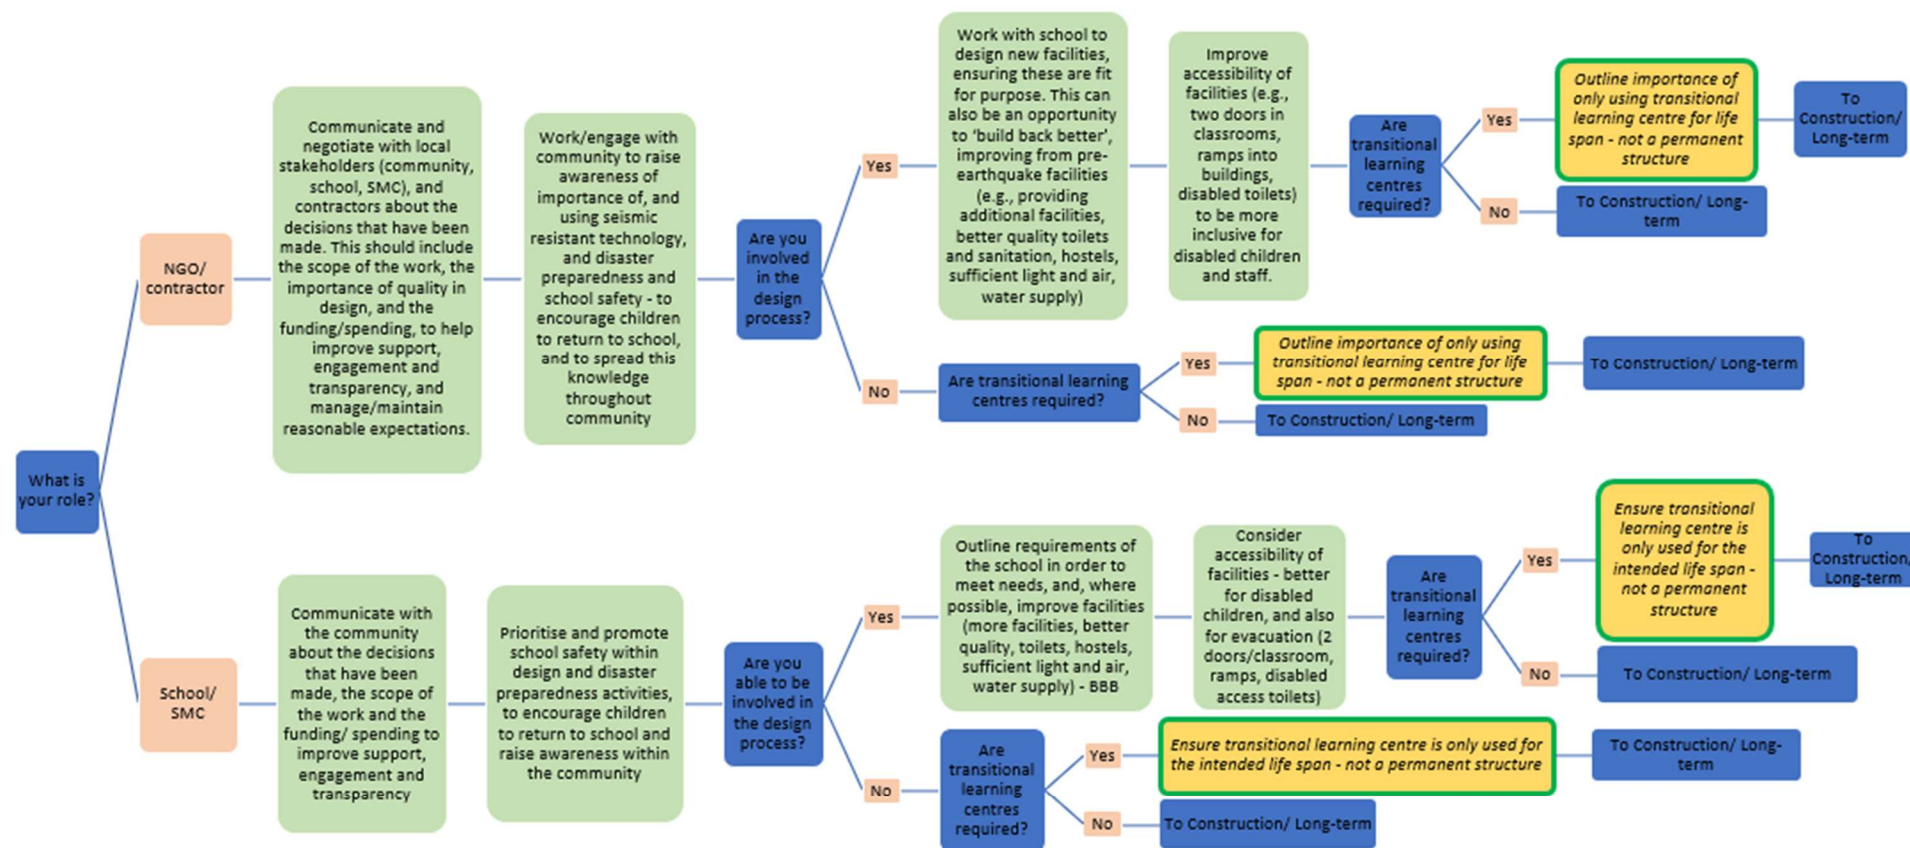 What is
your role?
NGO/
contractor
Communicate and
negotiate with local
stakeholders (community,
school, SMC), and
contractors about the
decisions that have been
made. This should include
the scope of the work, the
importance of quality in
design, and the
funding/spending, to help
improve support,
engagement and
transparency, and
manage/maintain
reasonable expectations.
Work/engage with
community to raise
awareness of
importance of, and
using seismic
resistant technology,
and disaster
preparedness and
school safety - to
encourage children
to return to school,
and to spread this
knowledge
throughout
community
Are you
involved
in the
design
process?
Yes
Work with school to
design new facilities,
ensuring these are fit
for purpose. This can
also be an opportunity
to ‘build back better’,
improving from pre-
earthquake facilities
(e.g., providing
additional facilities,
better quality toilets
and sanitation, hostels,
sufficient light and air,
water supply)
Improve
accessibility of
facilities (e.g.,
two doors in
classrooms,
ramps into
buildings,
disabled toilets)
to be more
inclusive for
disabled children
and staff.
Are
transitional
learning
centres
required?
Yes
Outline importance of
only using transitional
learning centre for life
span - not a permanent
structure
To
Construction/
Long-term
No
To Construction/ Long-
term
No
Are transitional learning
centres required?
Yes
Outline importance of only using
transitional learning centre for life
span - not a permanent structure
To Construction/ Long-term
No
To Construction/ Long-term
School/
SMC
Communicate with
the community
about the decisions
that have been
made, the scope of
the work and the
funding/ spending to
improve support,
engagement and
transparency
Prioritise and promote
school safety within
design and disaster
preparedness activities,
to encourage children
to return to school and
raise awareness within
the community
Are you
able to be
involved in
the design
process?
Yes
Outline requirements of
the school in order to
meet needs, and, where
possible, improve facilities
(more facilities, better
quality, toilets, hostels,
sufficient light and air,
water supply) - BBB
Consider
accessibility of
facilities - better
for disabled
children, and also
for evacuation (2
doors/classroom,
ramps, disabled
access toilets)
Are
transitional
learning
centres
required?
Yes
Ensure transitional
learning centre is
only used for the
intended life span -
not a permanent
structure
To
Construction/
Long-term
No
To Construction/ Long-term
No
Are
transitional
learning
centres
required?
Yes
Ensure transitional learning centre is only used for
the intended life span - not a permanent structure
To Construction/ Long-
term
No
To Construction/ Long-term